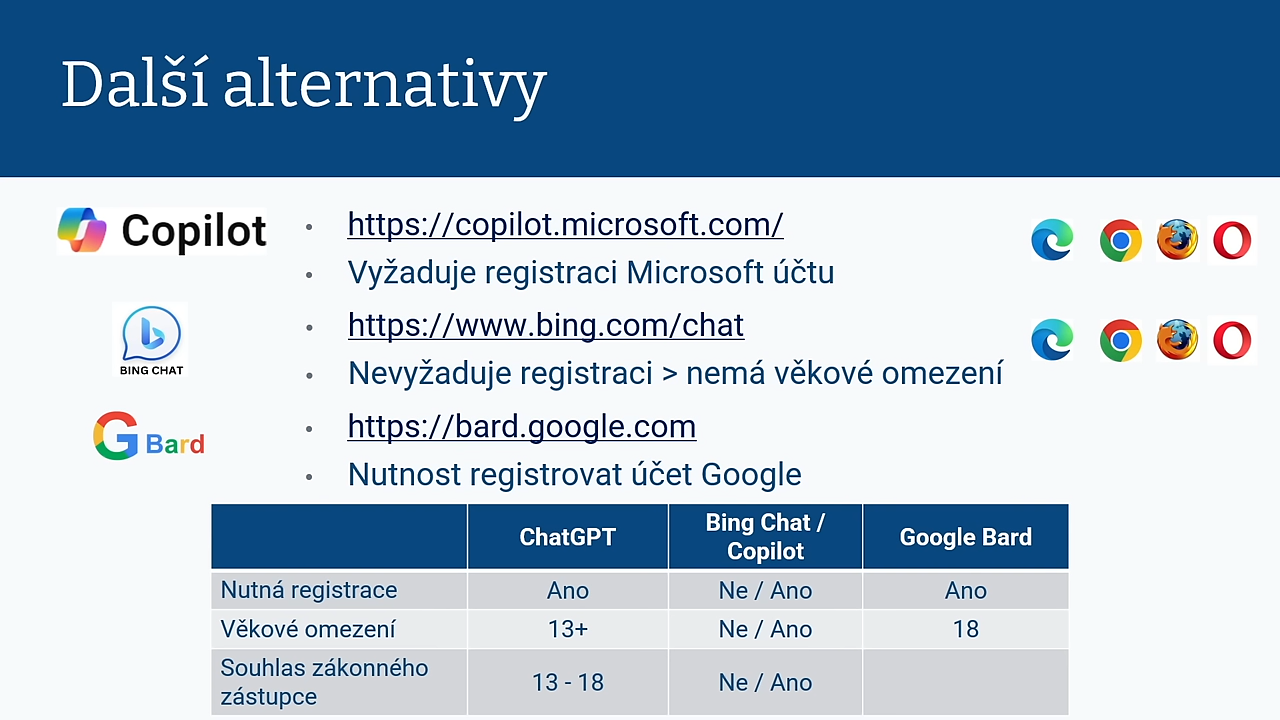 Další alternativy
Copilot
• https://copilot.microsoft.com/
• Vyžaduje registraci Microsoft účtu
BING CHAT
• https://www.bing.com/chat
• Nevyžaduje registraci > nemá věkové omezení
G Bard
• https://bard.google.com
• Nutnost registrovat účet Google
ChatGPT
Bing Chat /
Copilot
Google Bard
Nutná registrace
Ano
Ne / Ano
Ano
Věkové omezení
13+
Ne / Ano
18
Souhlas zákonného
zástupce
13 - 18
Ne / Ano